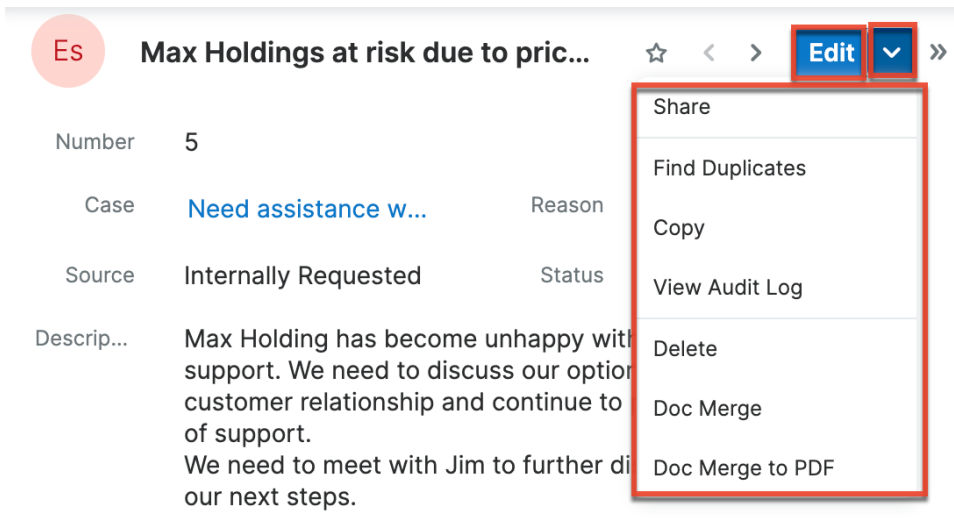 Es
Max Holdings at risk due to pric...
Edit
Share
Number
5
Find Duplicates
Case
Need assistance w...
Reason
Copy
Source
Internally Requested
Status
View Audit Log
Descrip...
Max Holding has become unhappy with
support. We need to discuss our option
customer relationship and continue to
of support.
We need to meet with Jim to further di
our next steps.
Delete
Doc Merge
Doc Merge to PDF